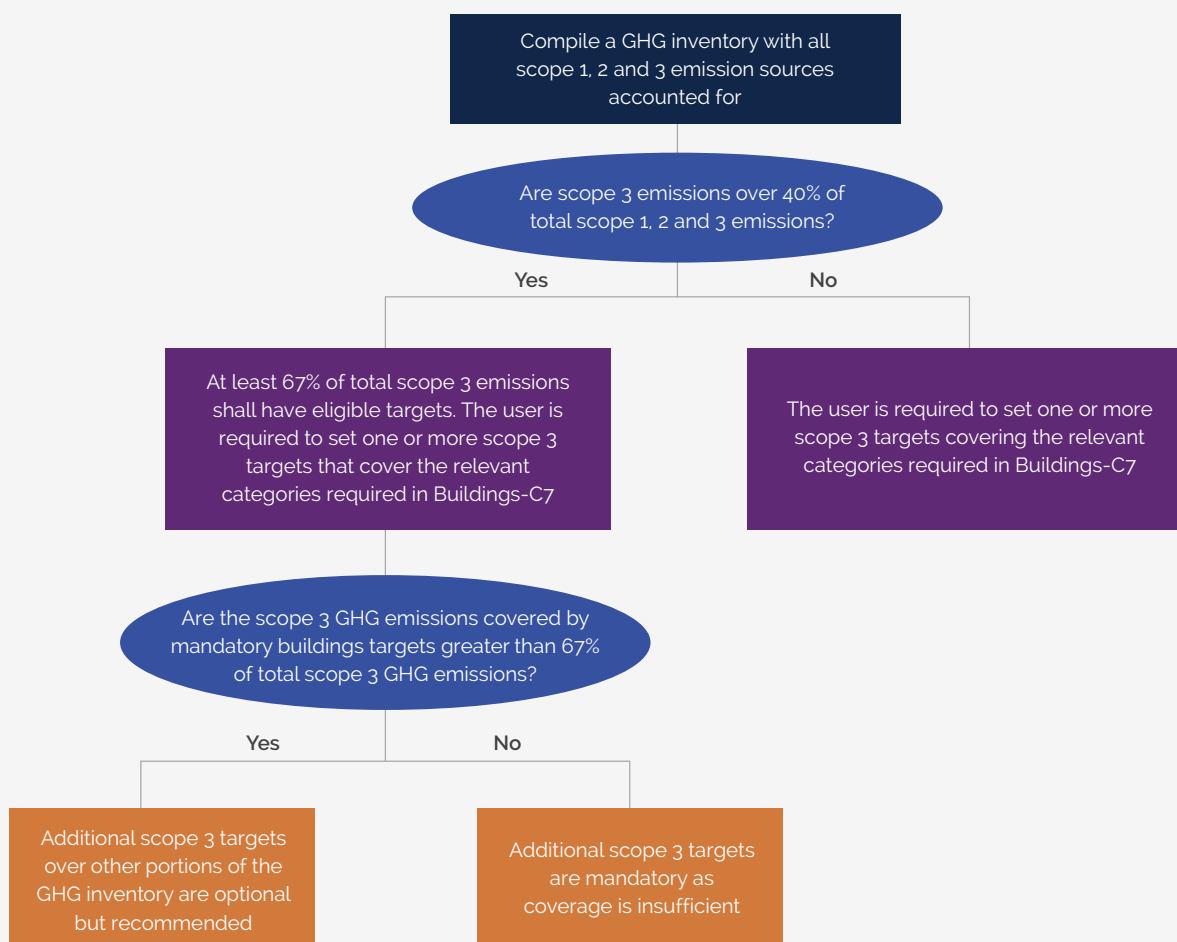 Compile a GHG inventory with all
scope 1, 2 and 3 emission sources
accounted for
Are scope 3 emissions over 40% of
total scope 1, 2 and 3 emissions?
Yes
No
At least 67% of total scope 3 emissions
shall have eligible targets. The user is
required to set one or more scope 3
targets that cover the relevant
categories required in Buildings-C7
The user is required to set one or more
scope 3 targets covering the relevant
categories required in Buildings-C7
Are the scope 3 GHG emissions covered by
mandatory buildings targets greater than 67%
of total scope 3 GHG emissions?
Yes
No
Additional scope 3 targets
over other portions of the
GHG inventory are optional
but recommended
Additional scope 3 targets
are mandatory as
coverage is insufficient